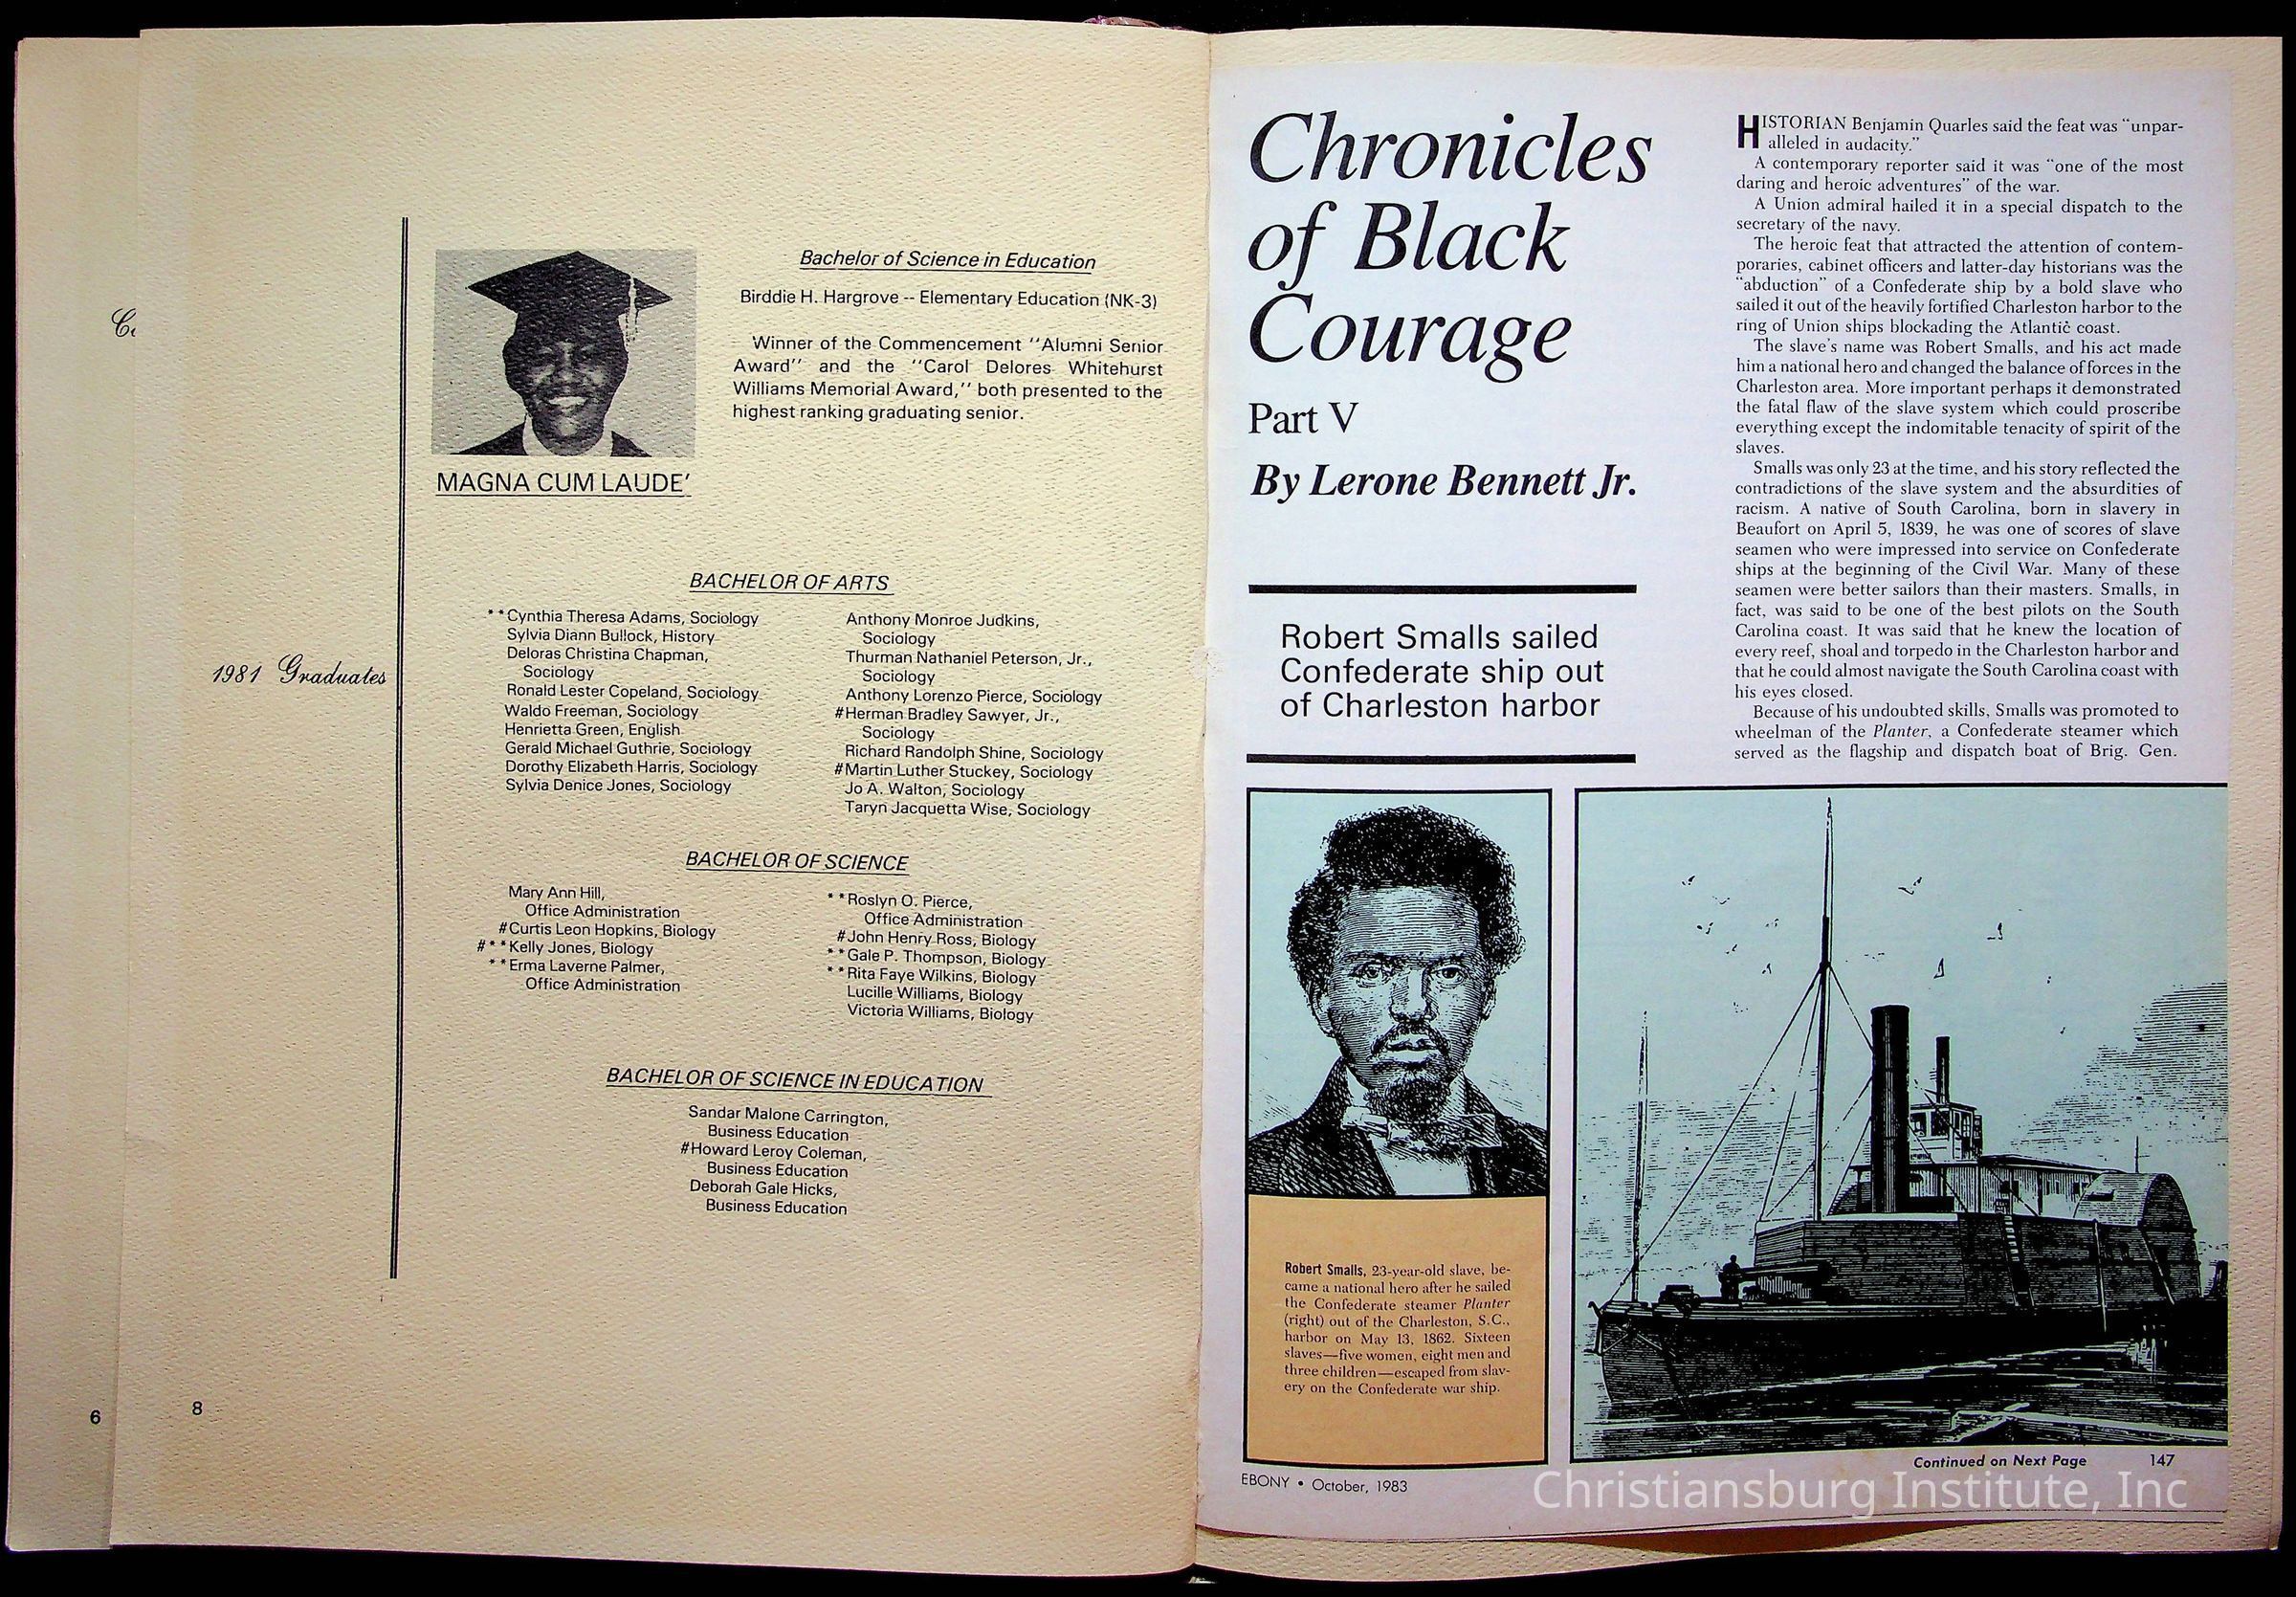 Bachelor of Science in Education
Birddie H. Hargrove -- Elementary Education (NK-3)
Winner of the Commencement ''Alumni Senior
Award'' and the ''Carol Delores Whitehurst
Williams Memorial Award,'' both presented to the
highest ranking graduating senior.
MAGNA CUM LAUDE'
1981 Graduates
BACHELOR OF ARTS
**Cynthia Theresa Adams, Sociology
Sylvia Diann Bullock, History
Deloras Christina Chapman,
Sociology
Ronald Lester Copeland, Sociology
Waldo Freeman, Sociology
Henrietta Green, English
Gerald Michael Guthrie, Sociology
Dorothy Elizabeth Harris, Sociology
Sylvia Denice Jones, Sociology
Anthony Monroe Judkins,
Sociology
Thurman Nathaniel Peterson, Jr.,
Sociology
Anthony Lorenzo Pierce, Sociology
#Herman Bradley Sawyer, Jr.,
Sociology
Richard Randolph Shine, Sociology
#Martin Luther Stuckey, Sociology
Jo A. Walton, Sociology
Taryn Jacquetta Wise, Sociology
BACHELOR OF SCIENCE
Mary Ann Hill,
Office Administration
#Curtis Leon Hopkins, Biology
#**Kelly Jones, Biology
**Erma Laverne Palmer,
Office Administration
**Roslyn O. Pierce,
Office Administration
#John Henry Ross, Biology
**Gale P. Thompson, Biology
**Rita Faye Wilkins, Biology
Lucille Williams, Biology
Victoria Williams, Biology
BACHELOR OF SCIENCE IN EDUCATION
Sandar Malone Carrington,
Business Education
#Howard Leroy Coleman,
Business Education
Deborah Gale Hicks,
Business Education
6
8
Chronicles
of Black
Courage
Part V
By Lerone Bennett Jr.
Robert Smalls sailed
Confederate ship out
of Charleston harbor
HISTORIAN Benjamin Quarles said the feat was "unpar-
alleled in audacity."
A contemporary reporter said it was "one of the most
daring and heroic adventures" of the war.
A Union admiral hailed it in a special dispatch to the
secretary of the navy.
The heroic feat that attracted the attention of contem-
poraries, cabinet officers and latter-day historians was the
"abduction" of a Confederate ship by a bold slave who
sailed it out of the heavily fortified Charleston harbor to the
ring of Union ships blockading the Atlantic coast.
The slave's name was Robert Smalls, and his act made
him a national hero and changed the balance of forces in the
Charleston area. More important perhaps it demonstrated
the fatal flaw of the slave system which could proscribe
everything except the indomitable tenacity of spirit of the
slaves.
Smalls was only 23 at the time, and his story reflected the
contradictions of the slave system and the absurdities of
racism. A native of South Carolina, born in slavery in
Beaufort on April 5, 1839, he was one of scores of slave
seamen who were impressed into service on Confederate
ships at the beginning of the Civil War. Many of these
seamen were better sailors than their masters. Smalls, in
fact, was said to be one of the best pilots on the South
Carolina coast. It was said that he knew the location of
every reef, shoal and torpedo in the Charleston harbor and
that he could almost navigate the South Carolina coast with
his eyes closed.
Because of his undoubted skills, Smalls was promoted to
wheelman of the Planter, a Confederate steamer which
served as the flagship and dispatch boat of Brig. Gen.
Robert Smalls, 23-year-old slave, be-
came a national hero after he sailed
the Confederate steamer Planter
(right) out of the Charleston, S.C.,
harbor on May 13, 1862. Sixteen
slaves—five women, eight men and
three children—escaped from slav-
ery on the Confederate war ship.
Continued on Next Page
147
EBONY • October, 1983
Christiansburg Institute, Inc